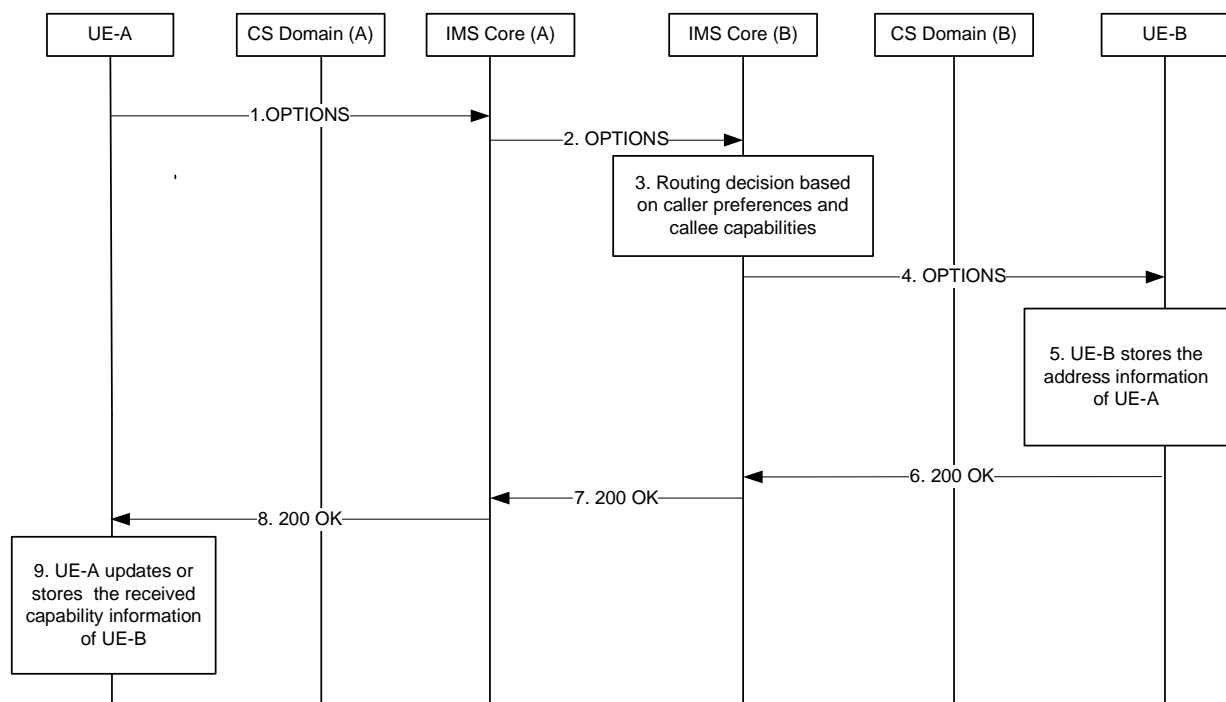 UE-A
CS Domain (A)
IMS Core (A)
IMS Core (B)
CS Domain (B)
UE-B
1.OPTIONS
2. OPTIONS
3. Routing decision based
on caller preferences and
callee capabilities
4. OPTIONS
5. UE-B stores the
address information
of UE-A
6. 200 OK
7. 200 OK
8. 200 OK
9. UE-A updates or
stores the received
capability information
of UE-B